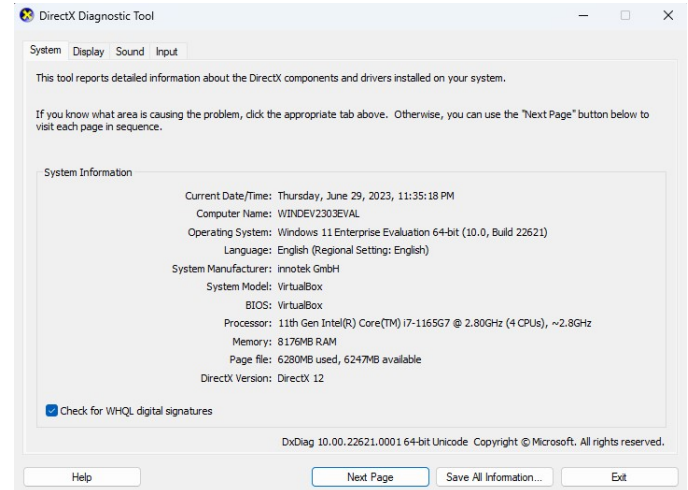 DirectX Diagnostic Tool
System Display Sound Input
This tool reports detailed information about the DirectX components and drivers installed on your system.
If you know what area is causing the problem, click the appropriate tab above. Otherwise, you can use the "Next Page" button below to
visit each page in sequence.
System Information
Current Date/Time: Thursday, June 29, 2023, 11:35:18 PM
Computer Name: WINDEV2303EVAL
Operating System: Windows 11 Enterprise Evaluation 64-bit (10.0, Build 22621)
Language: English (Regional Setting: English)
System Manufacturer: innotek GmbH
System Model: VirtualBox
BIOS: VirtualBox
Processor: 11th Gen Intel(R) Core(TM) i7-1165G7 @ 2.80GHz (4 CPUs), ~2.8GHz
Memory: 8176MB RAM
Page file: 6280MB used, 6247MB available
DirectX Version: DirectX 12
Check for WHQL digital signatures
DxDiag 10.00.22621.0001 64-bit Unicode Copyright © Microsoft. All rights reserved.
Help Next Page Save All Information... Exit